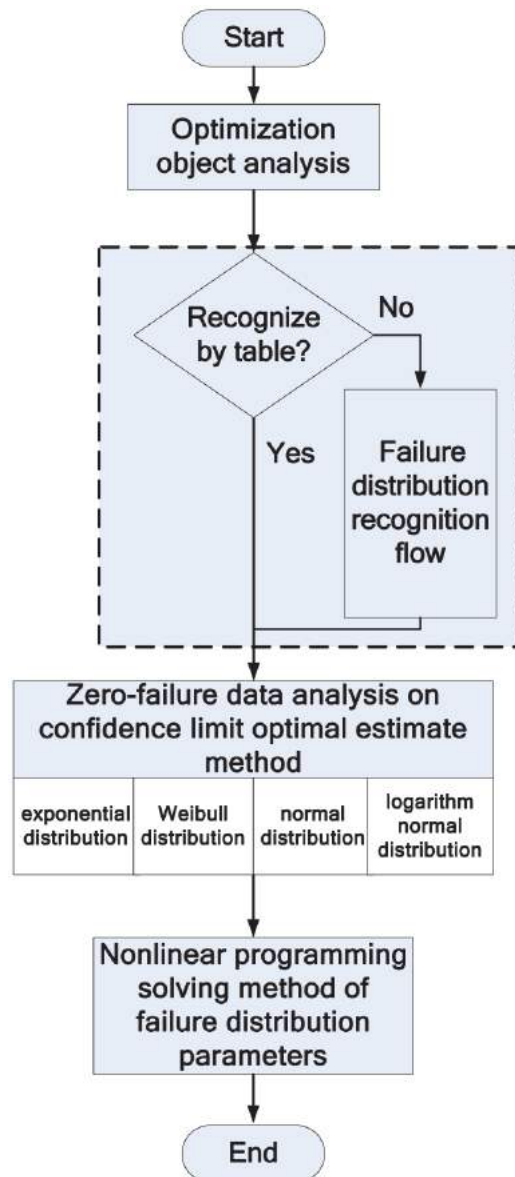 Start
Optimization
object analysis
Recognize
by table?
No
Yes
Failure
distribution
recognition
flow
Zero-failure data analysis on
confidence limit optimal estimate
method
exponential
distribution
Weibull
distribution
normal
distribution
logarithm
normal
distribution
Nonlinear programming
solving method of
failure distribution
parameters
End